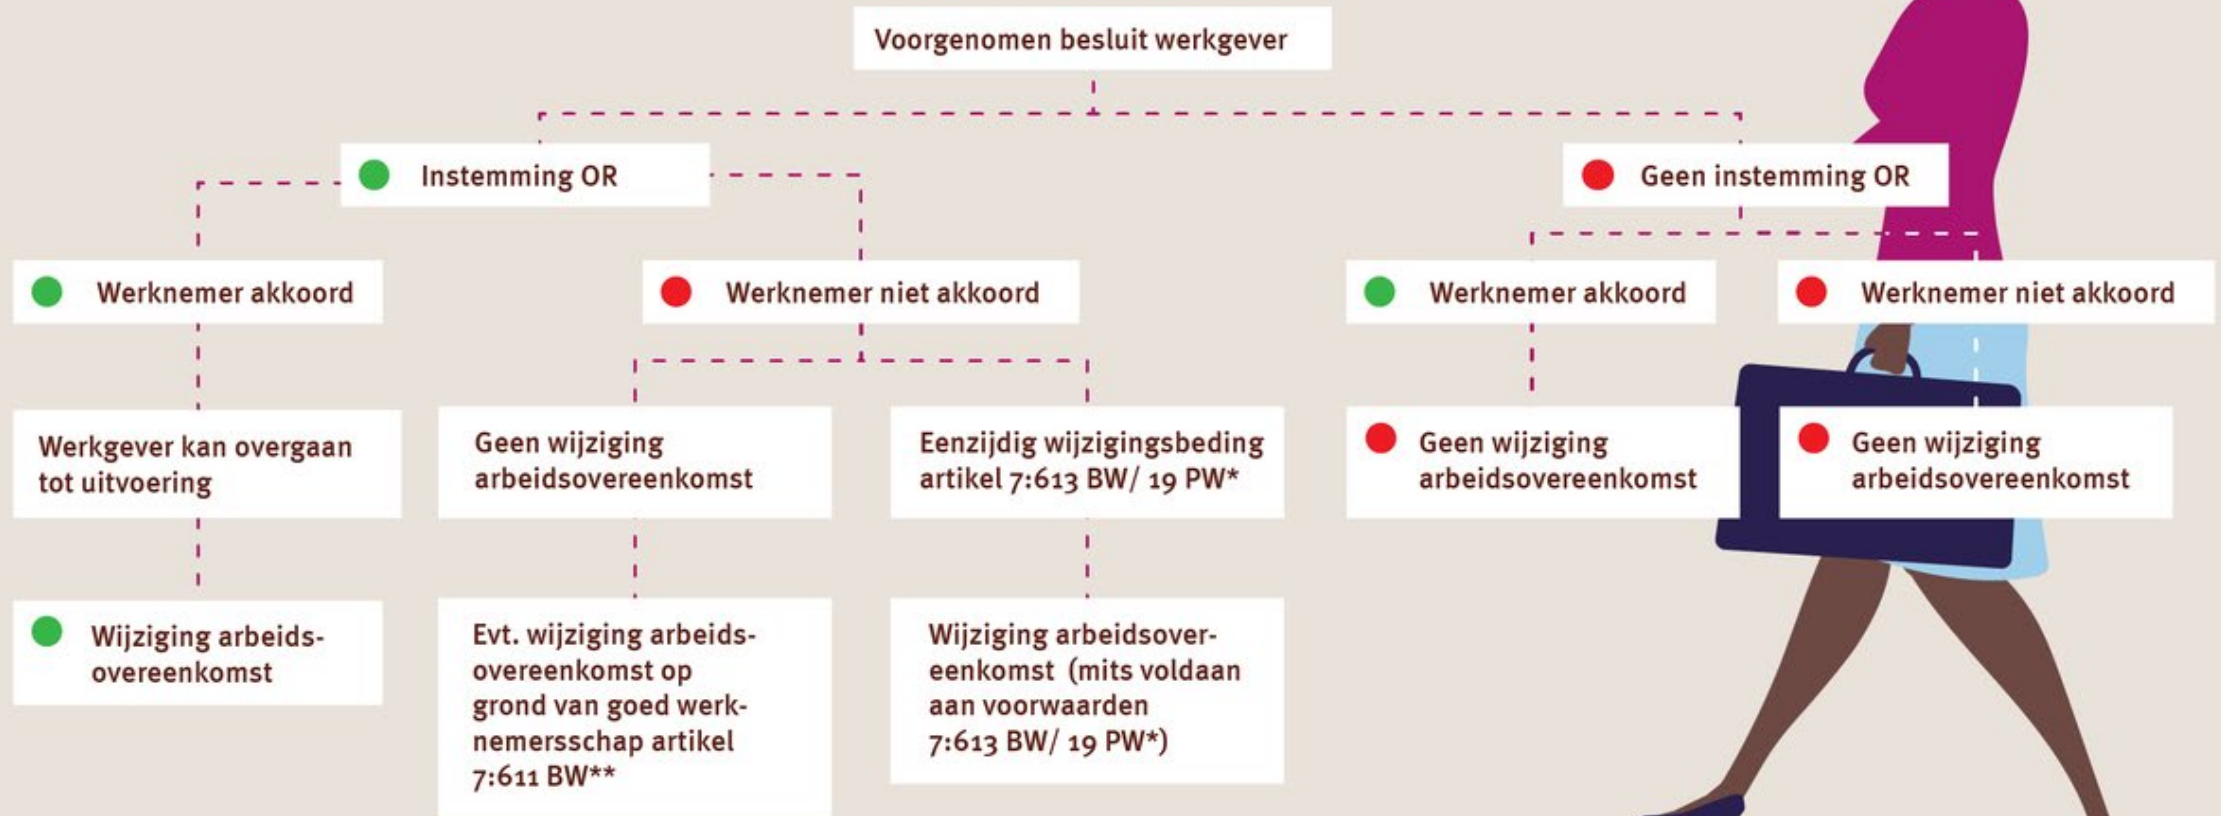 Voorgenomen besluit werkgever
Instemming OR
Geen instemming OR
Werknemer akkoord
Werknemer niet akkoord
Werknemer akkoord
Werknemer niet akkoord
Werkgever kan overgaan
tot uitvoering
Geen wijziging
arbeidsovereenkomst
Eenzijdig wijzigingsbeding
artikel 7:613 BW/ 19 PW*
Geen wijziging
arbeidsovereenkomst
Geen wijziging
arbeidsovereenkomst
Wijziging arbeids-
overeenkomst
Evt. wijziging arbeids-
overeenkomst op
grond van goed werk-
nemersschap artikel
7:611 BW**
Wijziging arbeidsover-
eenkomst (mits voldaan
aan voorwaarden
7:613 BW/ 19 PW*)